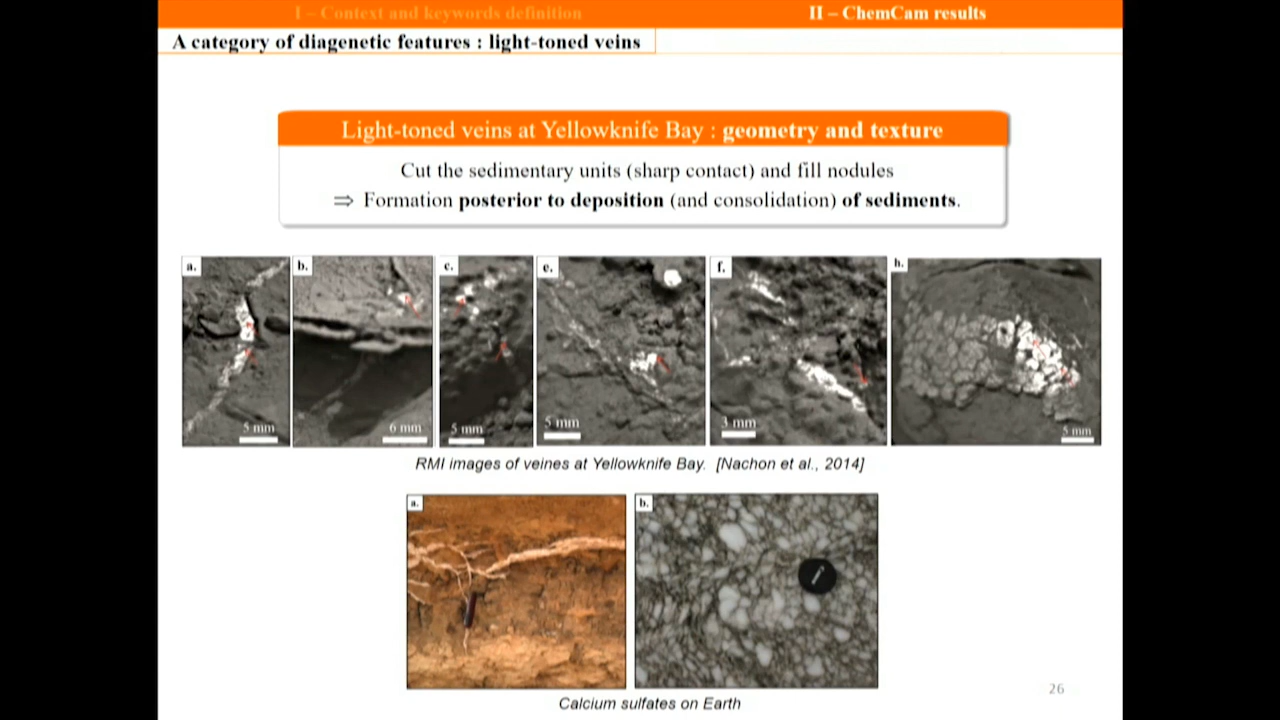 I – Context and keywords definition
II – ChemCam results
A category of diagenetic features : light-toned veins
Light-toned veins at Yellowknife Bay : geometry and texture
Cut the sedimentary units (sharp contact) and fill nodules
⇒ Formation posterior to deposition (and consolidation) of sediments.
a.
b.
c.
e.
f.
h.
5 mm
6 mm
5 mm
5 mm
3 mm
5 mm
RMI images of veines at Yellowknife Bay. [Nachon et al., 2014]
a.
b.
Calcium sulfates on Earth
26